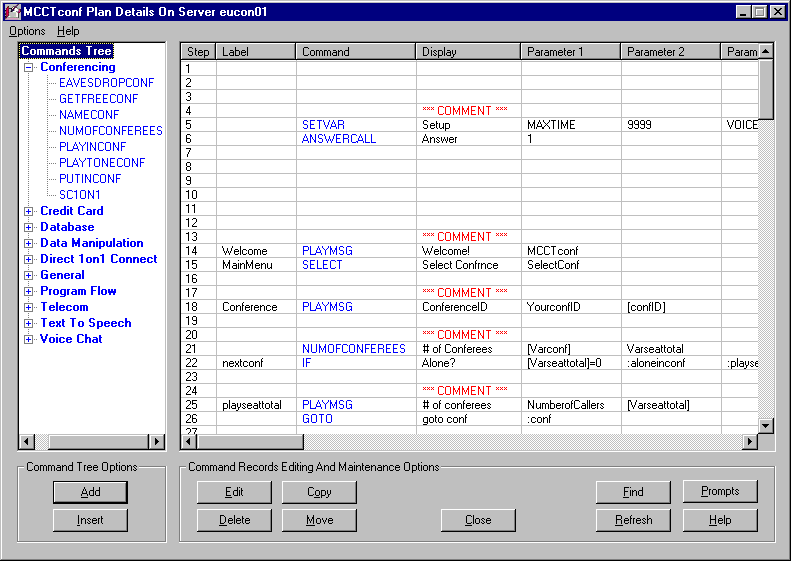 MCCTconf Plan Details On Server eucon01
Options Help
Commands Tree
Conferencing
EAVESDROPCONF
GETFREECONF
NAMECONF
NUMOFCONFEREES
PLAYINCONF
PLAYTONECONF
PUTINCONF
SC1ON1
Credit Card
Database
Data Manipulation
Direct 1on1 Connect
General
Program Flow
Telecom
Text To Speech
Voice Chat
Step Label Command Display Parameter 1 Parameter 2 Param
1
2
3
4 *** COMMENT ***
5 SETVAR Setup MAXTIME 9999 VOICE
6 ANSWERCALL Answer 1
7
8
9
10
11
12
13 *** COMMENT ***
14 Welcome PLAYMSG Welcome! MCCTconf
15 MainMenu SELECT Select Confrnce SelectConf
16
17 *** COMMENT ***
18 Conference PLAYMSG ConferenceID YourconfID [confID]
19
20 *** COMMENT ***
21 NUMOFCONFEREES # of Conferees [Varconf] Varseattotal
22 nextconf IF Alone? [Varseattotal]=0 :aloneinconf :playse
23
24 *** COMMENT ***
25 playseattotal PLAYMSG # of conferees NumberofCallers [Varseattotal]
26 GOTO goto conf :conf
27
Command Tree Options
Add
Insert
Command Records Editing And Maintenance Options
Edit Copy Find Prompts
Delete Move Close Refresh Help